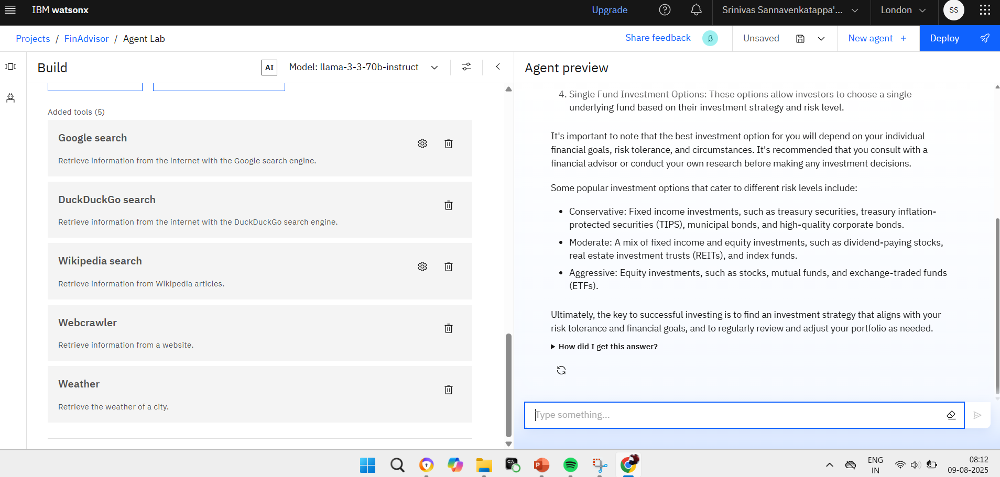 IBM watsonx
Upgrade
Srinivas Sannavenkatappa'...
London
SS
Projects / FinAdvisor / Agent Lab
Share feedback
β
Unsaved
New agent +
Deploy
Build
AI
Model: llama-3-3-70b-instruct
Added tools (5)
Google search
Retrieve information from the internet with the Google search engine.
DuckDuckGo search
Retrieve information from the internet with the DuckDuckGo search engine.
Wikipedia search
Retrieve information from Wikipedia articles.
Webcrawler
Retrieve information from a website.
Weather
Retrieve the weather of a city.
Agent preview
4. Single Fund Investment Options: These options allow investors to choose a single
underlying fund based on their investment strategy and risk level.
It's important to note that the best investment option for you will depend on your individual
financial goals, risk tolerance, and circumstances. It's recommended that you consult with a
financial advisor or conduct your own research before making any investment decisions.
Some popular investment options that cater to different risk levels include:
• Conservative: Fixed income investments, such as treasury securities, treasury inflation-
protected securities (TIPS), municipal bonds, and high-quality corporate bonds.
• Moderate: A mix of fixed income and equity investments, such as dividend-paying stocks,
real estate investment trusts (REITs), and index funds.
• Aggressive: Equity investments, such as stocks, mutual funds, and exchange-traded funds
(ETFs).
Ultimately, the key to successful investing is to find an investment strategy that aligns with your
risk tolerance and financial goals, and to regularly review and adjust your portfolio as needed.
How did I get this answer?
Type something...
ENG
IN
08:12
09-08-2025